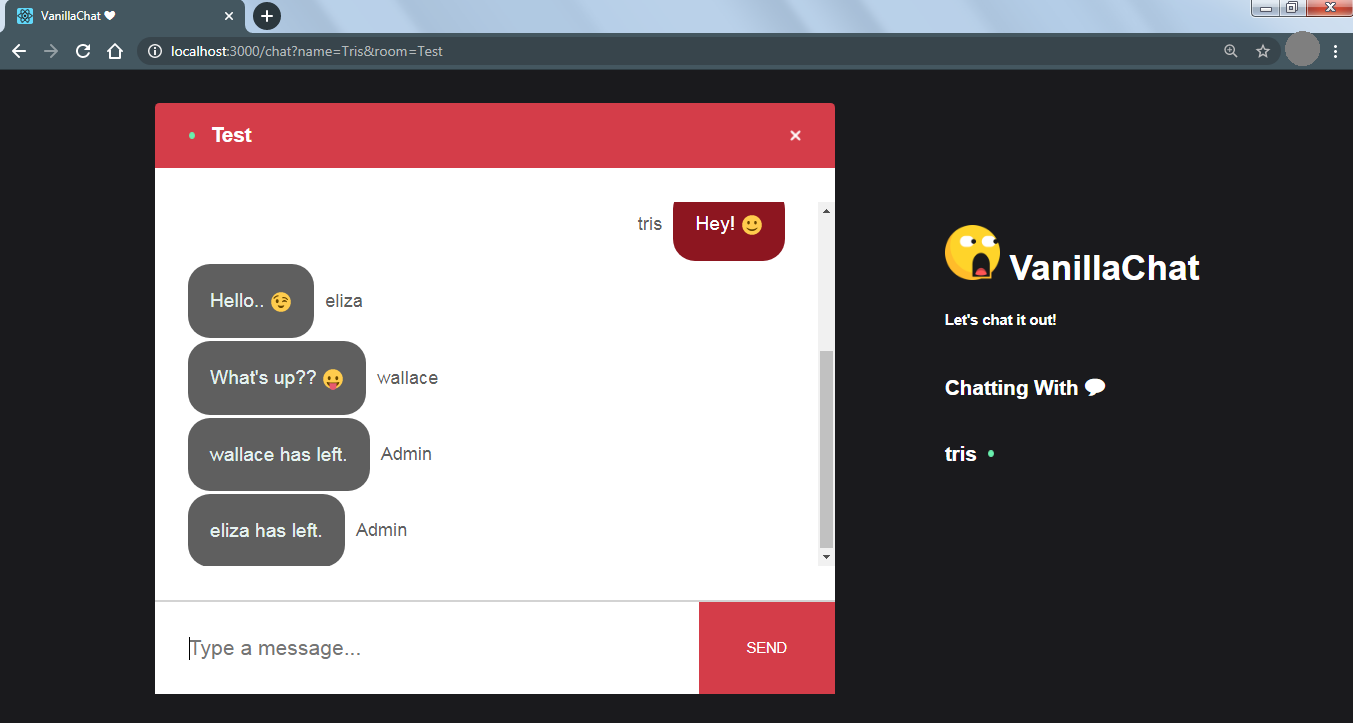 VanillaChat ❤
localhost:3000/chat?name=Tris&room=Test
Test
tris Hey! 🙂
Hello.. 😉 eliza
What's up?? 😛 wallace
wallace has left. Admin
eliza has left. Admin
Type a message...
SEND
VanillaChat
Let's chat it out!
Chatting With 💬
tris